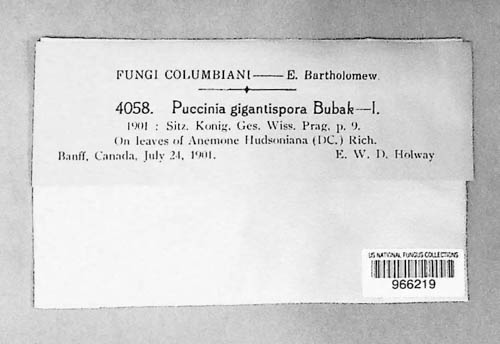 FUNGI COLUMBIANI—E. Bartholomew.
4058. Puccinia gigantispora Bubak—I.
1901 : Sitz. Konig. Ges. Wiss. Prag, p. 9.
On leaves of Anemone Hudsoniana (DC.) Rich.
Banff, Canada, July 24, 1901. E. W. D. Holway
US NATIONAL FUNGUS COLLECTIONS
966219